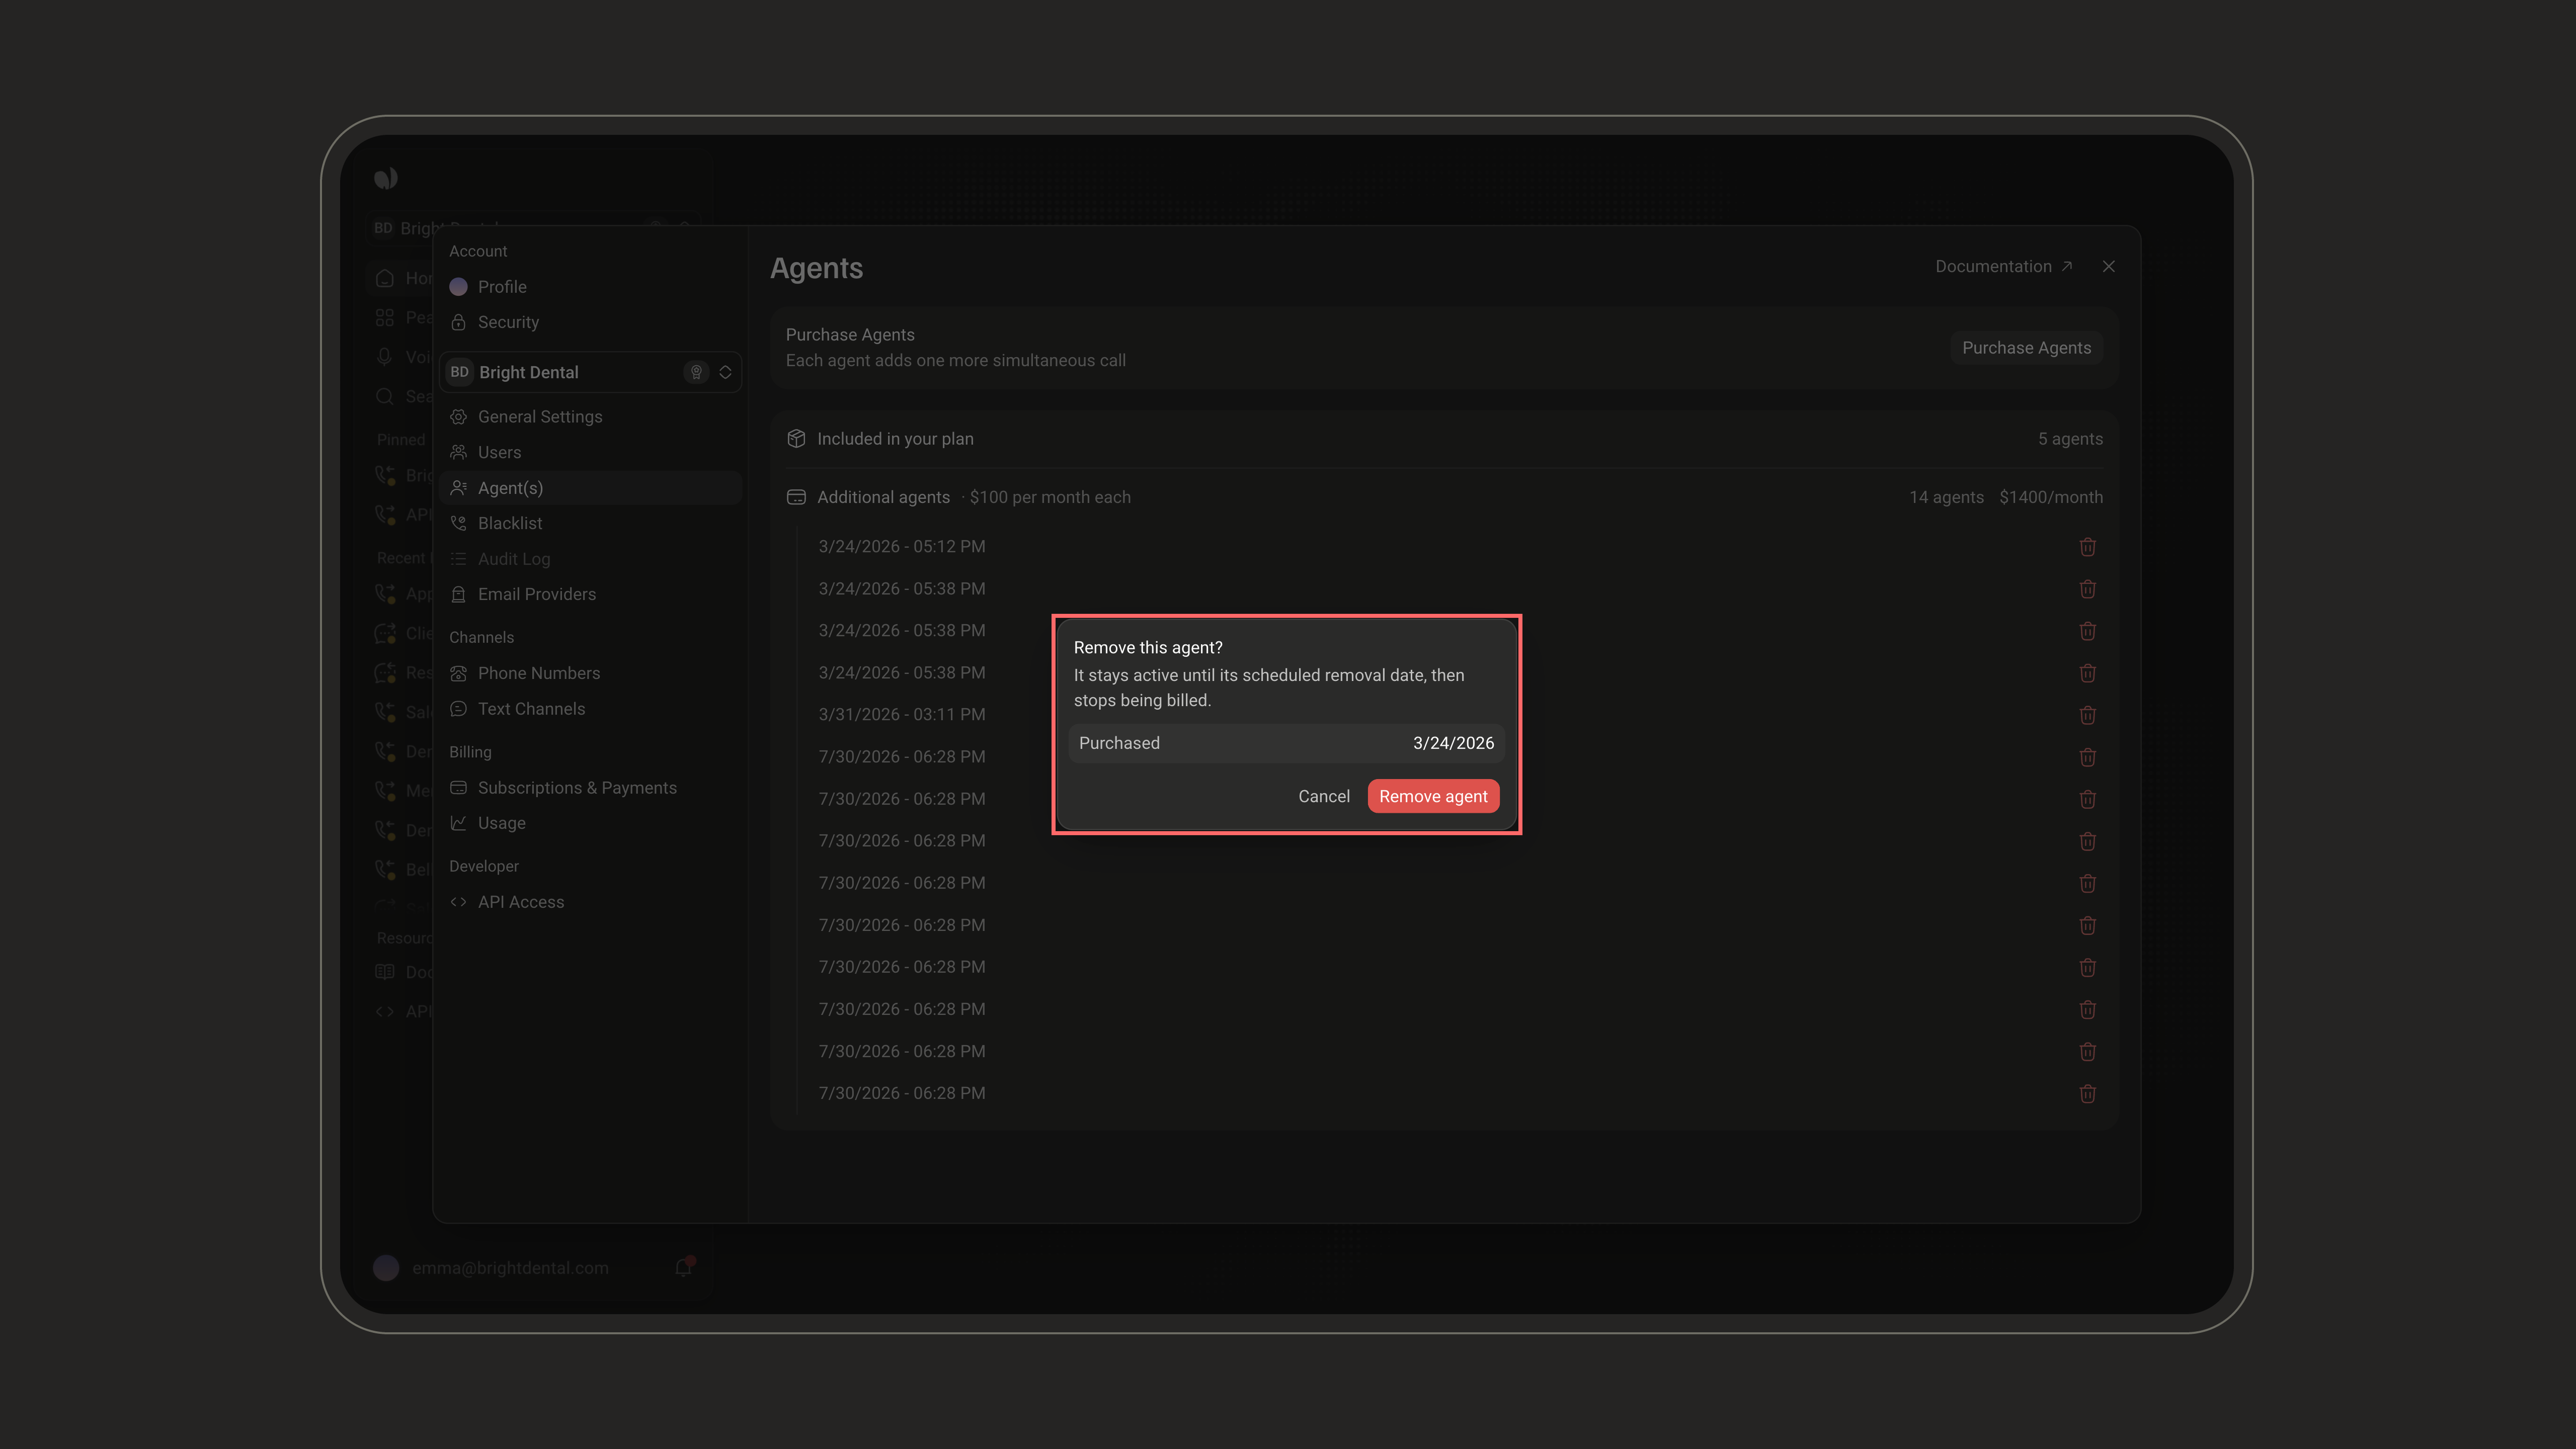 BD Bright Dental
Account
Profile
Security
BD Bright Dental
General Settings
Users
Agent(s)
Blacklist
Audit Log
Email Providers
Channels
Phone Numbers
Text Channels
Billing
Subscriptions & Payments
Usage
Developer
API Access
Pinned
API
Recent
API
emma@brightdental.com
Agents
Documentation
Purchase Agents
Each agent adds one more simultaneous call
Purchase Agents
Included in your plan 5 agents
Additional agents · $100 per month each 14 agents $1400/month
3/24/2026 - 05:12 PM
3/24/2026 - 05:38 PM
3/24/2026 - 05:38 PM
3/24/2026 - 05:38 PM
3/31/2026 - 03:11 PM
7/30/2026 - 06:28 PM
7/30/2026 - 06:28 PM
7/30/2026 - 06:28 PM
7/30/2026 - 06:28 PM
7/30/2026 - 06:28 PM
7/30/2026 - 06:28 PM
7/30/2026 - 06:28 PM
7/30/2026 - 06:28 PM
7/30/2026 - 06:28 PM
Remove this agent?
It stays active until its scheduled removal date, then
stops being billed.
Purchased 3/24/2026
Cancel Remove agent